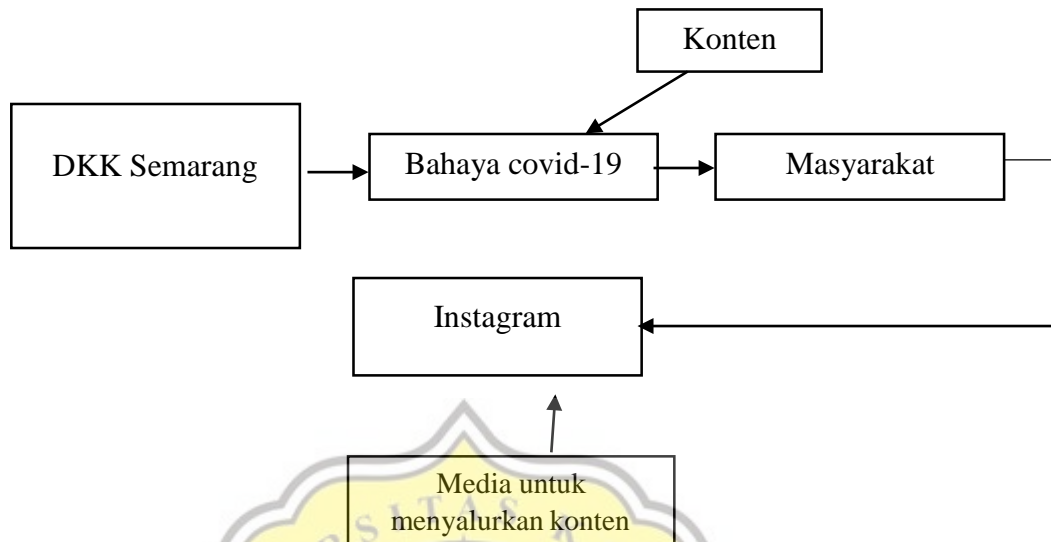 Konten
DKK Semarang
Bahaya covid-19
Masyarakat
Instagram
Media untuk
menyalurkan konten